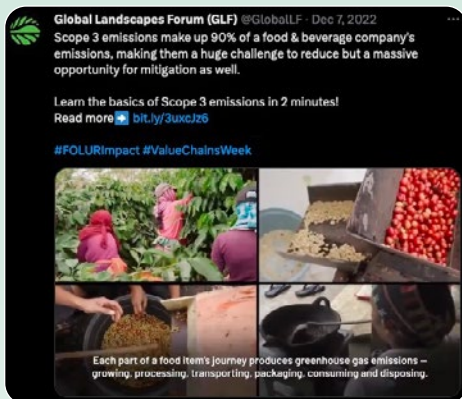 Global Landscapes Forum (GLF) @GlobalLF · Dec 7, 2022
Scope 3 emissions make up 90% of a food & beverage company's
emissions, making them a huge challenge to reduce but a massive
opportunity for mitigation as well.
Learn the basics of Scope 3 emissions in 2 minutes!
Read more➡ bit.ly/3uxcJz6
#FOLURImpact #ValueChainsWeek
Each part of a food item's journey produces greenhouse gas emissions –
growing, processing, transporting, packaging, consuming and disposing.